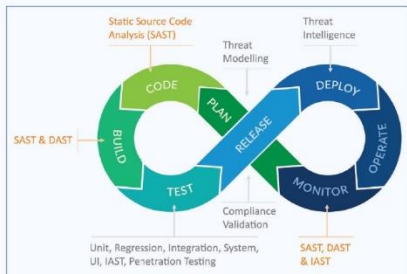 Static Source Code
Analysis (SAST)
Threat
Modelling
Threat
Intelligence
CODE
PLAN
DEPLOY
SAST & DAST
BUILD
RELEASE
OPERATE
TEST
MONITOR
Compliance
Validation
Unit, Regression, Integration, System,
UI, IAST, Penetration Testing
SAST, DAST
& IAST